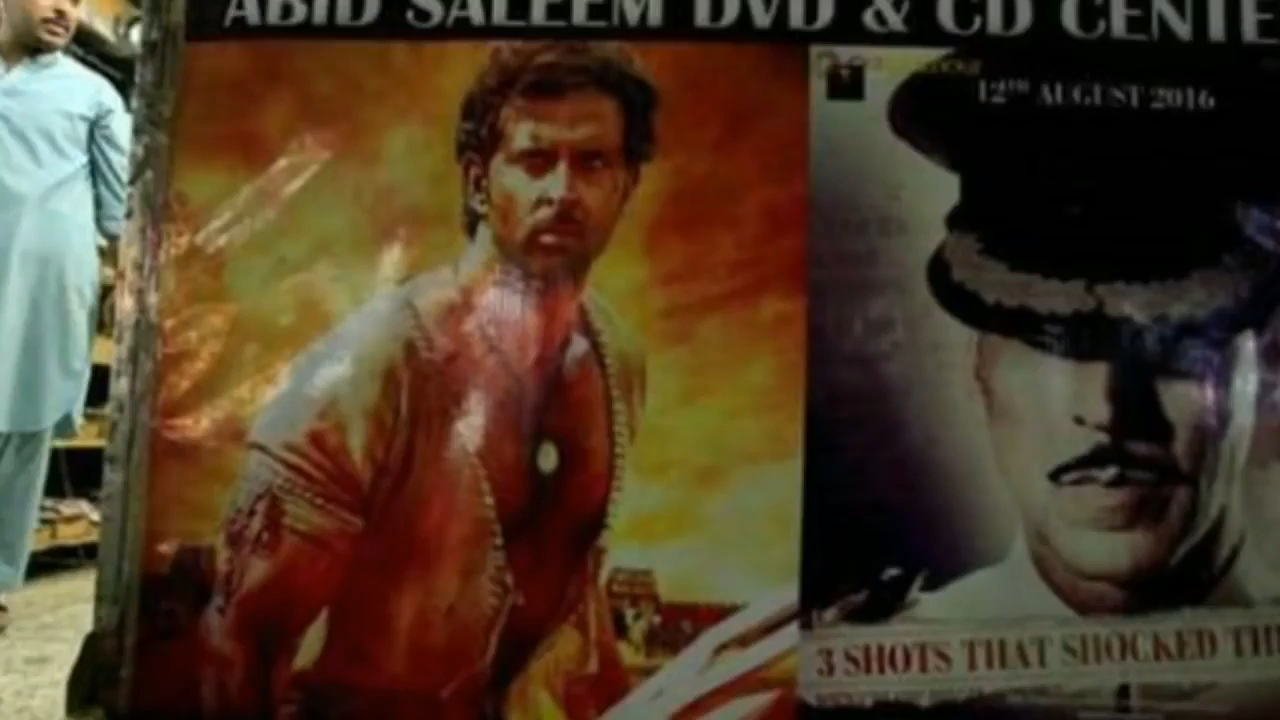 ABID SALEEM DVD & CD CENTE
12TH AUGUST 2016
3 SHOTS THAT SHOCKED TH